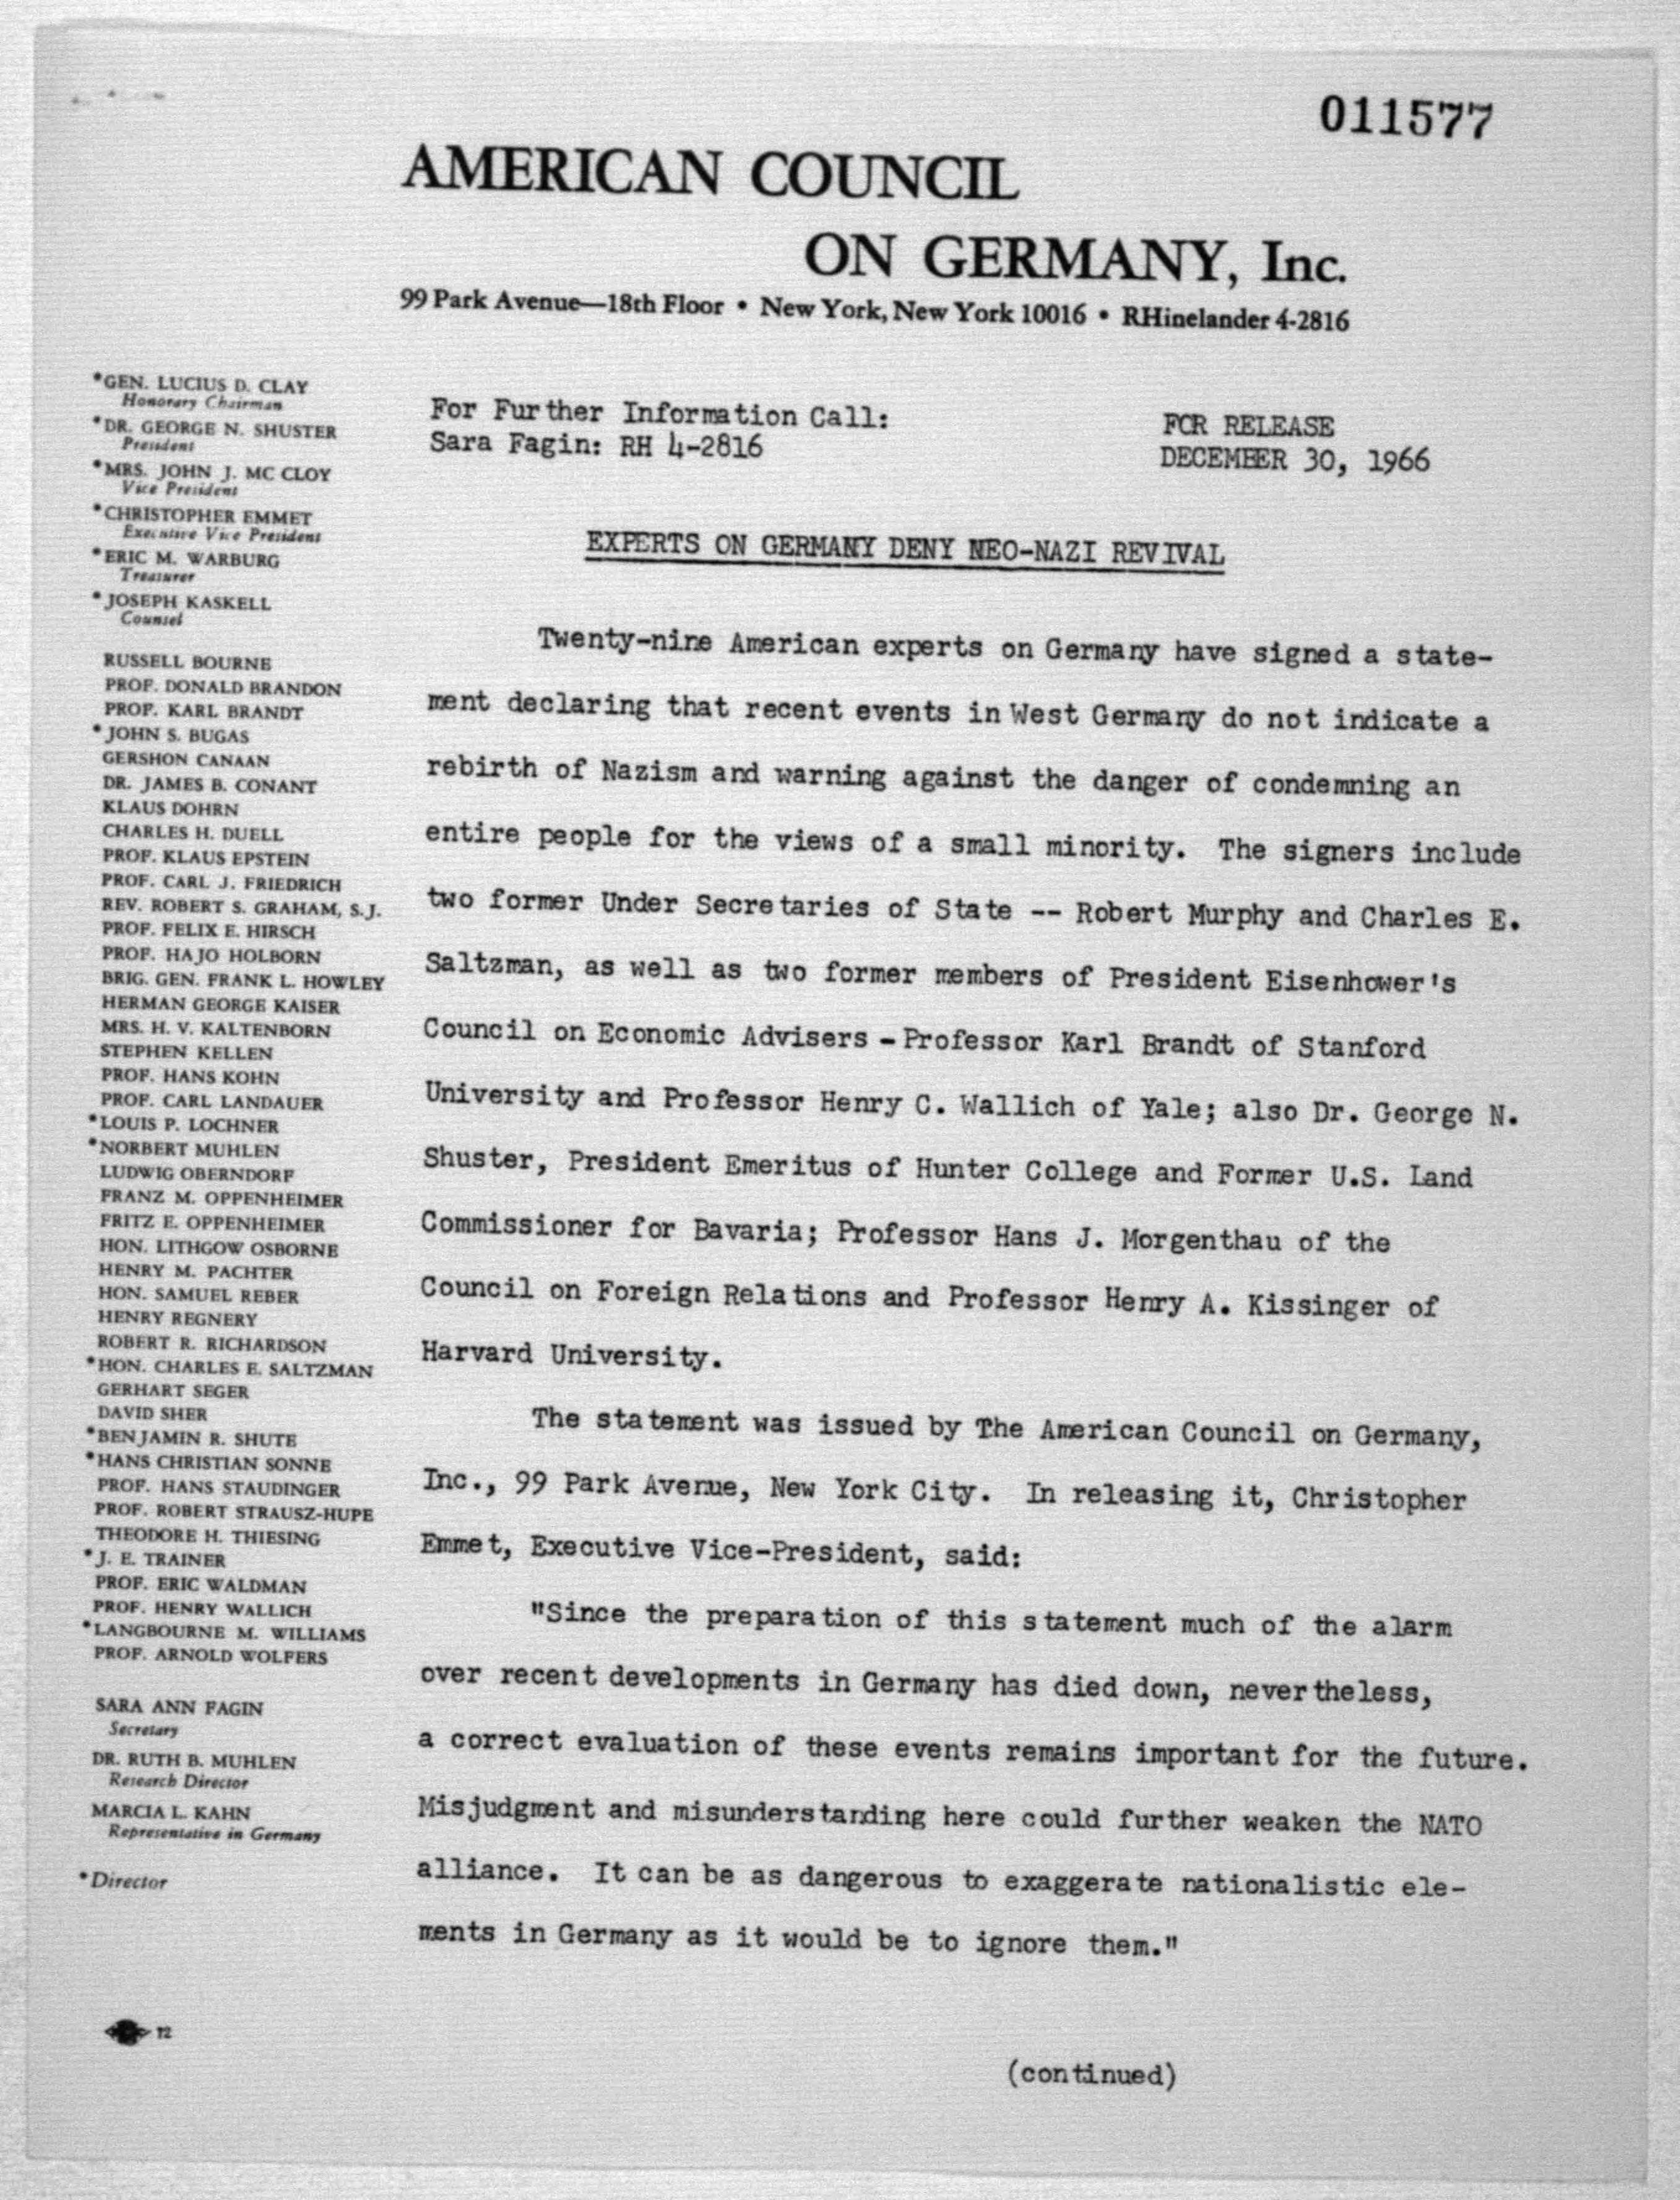 011577
AMERICAN COUNCIL
ON GERMANY, Inc.
99 Park Avenue—18th Floor • New York, New York 10016 • RHinelander 4-2816
*GEN. LUCIUS D. CLAY
Honorary Chairman
*DR. GEORGE N. SHUSTER
President
*MRS. JOHN J. MC CLOY
Vice President
*CHRISTOPHER EMMET
Executive Vice President
*ERIC M. WARBURG
Treasurer
*JOSEPH KASKELL
Counsel
RUSSELL BOURNE
PROF. DONALD BRANDON
PROF. KARL BRANDT
*JOHN S. BUGAS
GERSHON CANAAN
DR. JAMES B. CONANT
KLAUS DOHRN
CHARLES H. DUELL
PROF. KLAUS EPSTEIN
PROF. CARL J. FRIEDRICH
REV. ROBERT S. GRAHAM, S.J.
PROF. FELIX E. HIRSCH
PROF. HAJO HOLBORN
BRIG. GEN. FRANK L. HOWLEY
HERMAN GEORGE KAISER
MRS. H. V. KALTENBORN
STEPHEN KELLEN
PROF. HANS KOHN
PROF. CARL LANDAUER
*LOUIS P. LOCHNER
*NORBERT MUHLEN
LUDWIG OBERNDORF
FRANZ M. OPPENHEIMER
FRITZ E. OPPENHEIMER
HON. LITHGOW OSBORNE
HENRY M. PACHTER
HON. SAMUEL REBER
HENRY REGNERY
ROBERT R. RICHARDSON
*HON. CHARLES E. SALTZMAN
GERHART SEGER
DAVID SHER
*BENJAMIN R. SHUTE
*HANS CHRISTIAN SONNE
PROF. HANS STAUDINGER
PROF. ROBERT STRAUSZ-HUPE
THEODORE H. THIESING
*J. E. TRAINER
PROF. ERIC WALDMAN
PROF. HENRY WALLICH
*LANGBOURNE M. WILLIAMS
PROF. ARNOLD WOLFERS
SARA ANN FAGIN
Secretary
DR. RUTH B. MUHLEN
Research Director
MARCIA L. KAHN
Representative in Germany
*Director
72
For Further Information Call:
Sara Fagin: RH 4-2816
FOR RELEASE
DECEMBER 30, 1966
EXPERTS ON GERMANY DENY NEO-NAZI REVIVAL
Twenty-nine American experts on Germany have signed a state-
ment declaring that recent events in West Germany do not indicate a
rebirth of Nazism and warning against the danger of condemning an
entire people for the views of a small minority. The signers include
two former Under Secretaries of State -- Robert Murphy and Charles E.
Saltzman, as well as two former members of President Eisenhower's
Council on Economic Advisers - Professor Karl Brandt of Stanford
University and Professor Henry C. Wallich of Yale; also Dr. George N.
Shuster, President Emeritus of Hunter College and Former U.S. Land
Commissioner for Bavaria; Professor Hans J. Morgenthau of the
Council on Foreign Relations and Professor Henry A. Kissinger of
Harvard University.
The statement was issued by The American Council on Germany,
Inc., 99 Park Avenue, New York City. In releasing it, Christopher
Emmet, Executive Vice-President, said:
"Since the preparation of this statement much of the alarm
over recent developments in Germany has died down, nevertheless,
a correct evaluation of these events remains important for the future.
Misjudgment and misunderstanding here could further weaken the NATO
alliance. It can be as dangerous to exaggerate nationalistic ele-
ments in Germany as it would be to ignore them."
(continued)